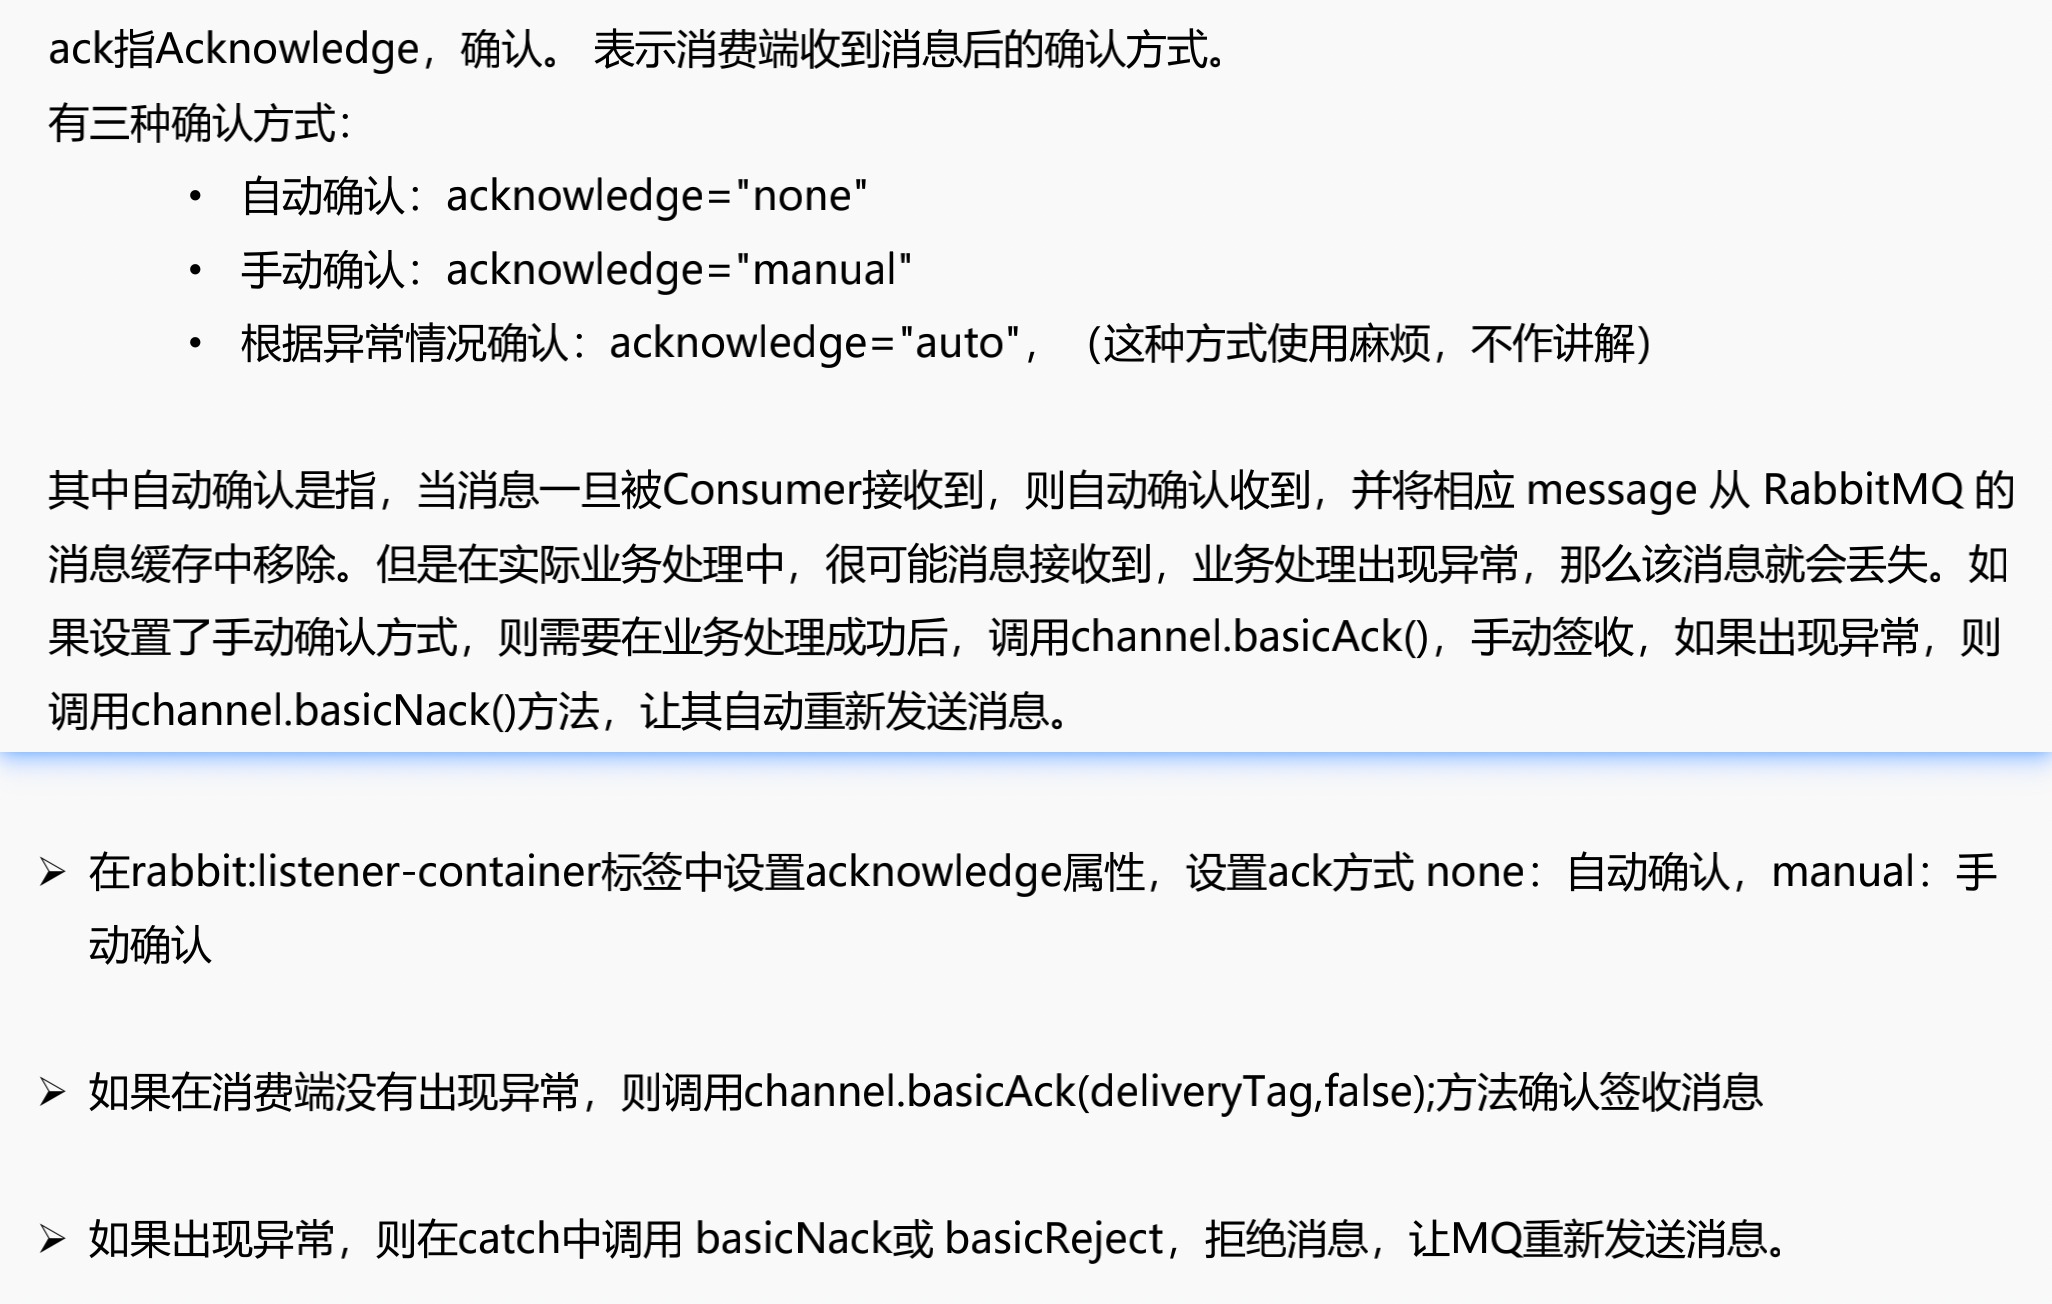 ack指Acknowledge，确认。 表示消费端收到消息后的确认方式。
有三种确认方式：
• 自动确认：acknowledge="none"
• 手动确认：acknowledge="manual"
• 根据异常情况确认：acknowledge="auto"，（这种方式使用麻烦，不作讲解）
其中自动确认是指，当消息一旦被Consumer接收到，则自动确认收到，并将相应 message 从 RabbitMQ 的
消息缓存中移除。但是在实际业务处理中，很可能消息接收到，业务处理出现异常，那么该消息就会丢失。如
果设置了手动确认方式，则需要在业务处理成功后，调用channel.basicAck()，手动签收，如果出现异常，则
调用channel.basicNack()方法，让其自动重新发送消息。
➢ 在rabbit:listener-container标签中设置acknowledge属性，设置ack方式 none：自动确认，manual：手
动确认
➢ 如果在消费端没有出现异常，则调用channel.basicAck(deliveryTag,false);方法确认签收消息
➢ 如果出现异常，则在catch中调用 basicNack或 basicReject，拒绝消息，让MQ重新发送消息。